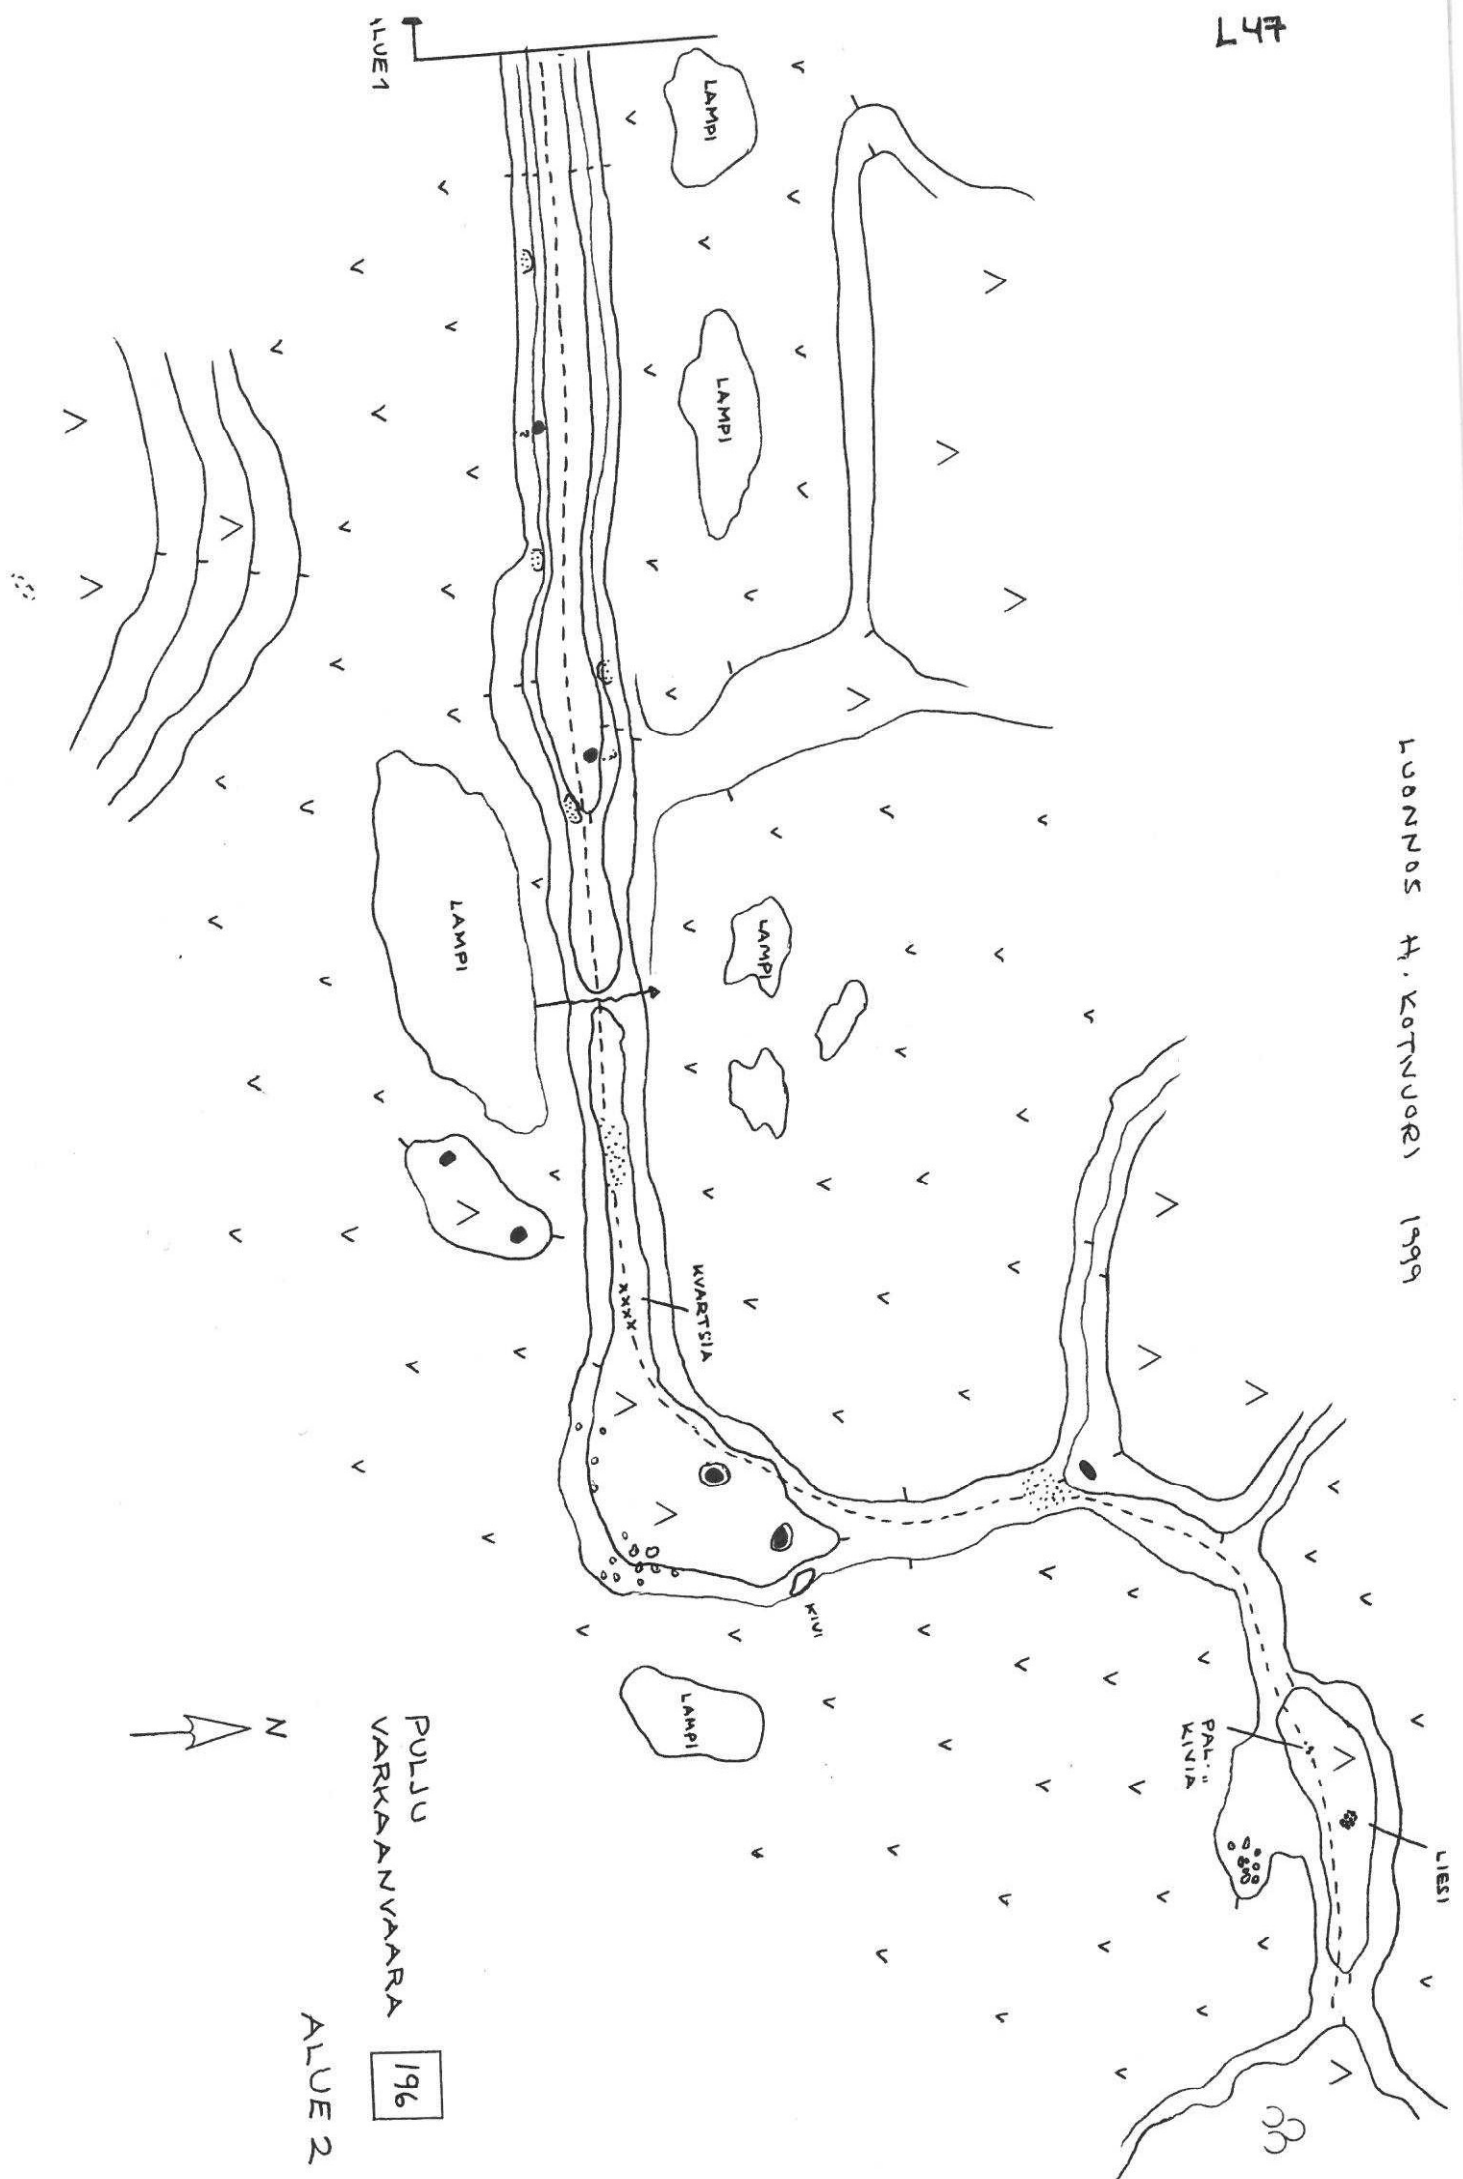 L47
ALUE 1
LAMPI
LAMPI
LAMPI
LAMPI
LUONNOS H. KOTIVUORI 1999
KVARTSIA
KIVI
LAMPI
PAL. KIVIÄ
LIESI
N
PULJU
VARKAANVAARA
196
ALUE 2
?
?